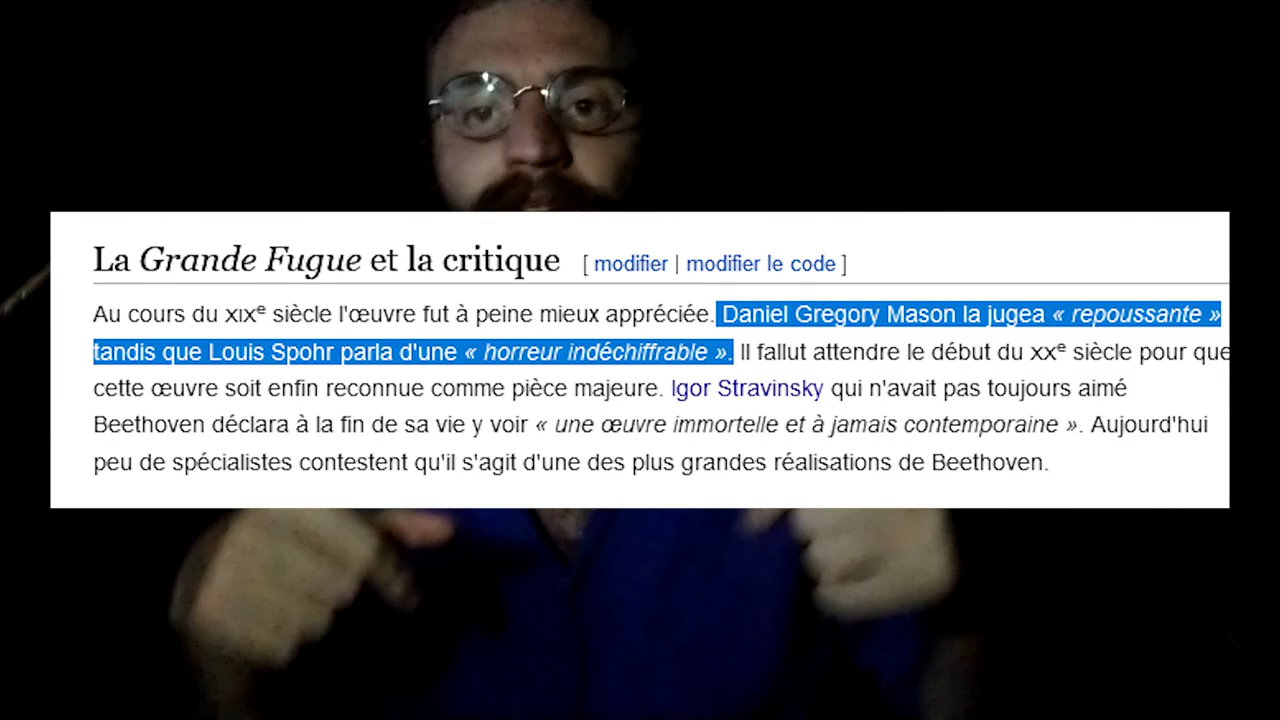 La Grande Fugue et la critique [ modifier | modifier le code ]
Au cours du XIXe siècle l'œuvre fut à peine mieux appréciée. Daniel Gregory Mason la jugea « repoussante »
tandis que Louis Spohr parla d'une « horreur indéchiffrable ». Il fallut attendre le début du XXe siècle pour que
cette œuvre soit enfin reconnue comme pièce majeure. Igor Stravinsky qui n'avait pas toujours aimé
Beethoven déclara à la fin de sa vie y voir « une œuvre immortelle et à jamais contemporaine ». Aujourd'hui
peu de spécialistes contestent qu'il s'agit d'une des plus grandes réalisations de Beethoven.